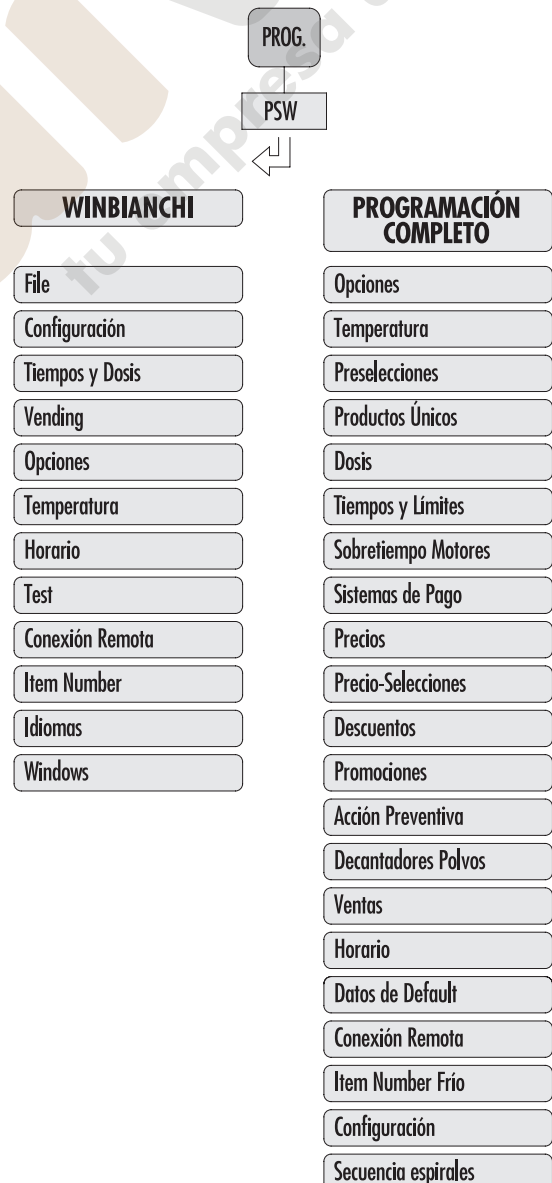 PROG.
PSW
WINBIANCHI
File
Configuración
Tiempos y Dosis
Vending
Opciones
Temperatura
Horario
Test
Conexión Remota
Item Number
Idiomas
Windows
PROGRAMACIÓN
COMPLETO
Opciones
Temperatura
Preselecciones
Productos Únicos
Dosis
Tiempos y Límites
Sobretiempo Motores
Sistemas de Pago
Precios
Precio-Selecciones
Descuentos
Promociones
Acción Preventiva
Decantadores Polvos
Ventas
Horario
Datos de Default
Conexión Remota
Item Number Frío
Configuración
Secuencia espirales
tu empresa